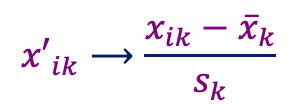 x'ᵢₖ ⟶ (xᵢₖ − x̄ₖ) / sₖ